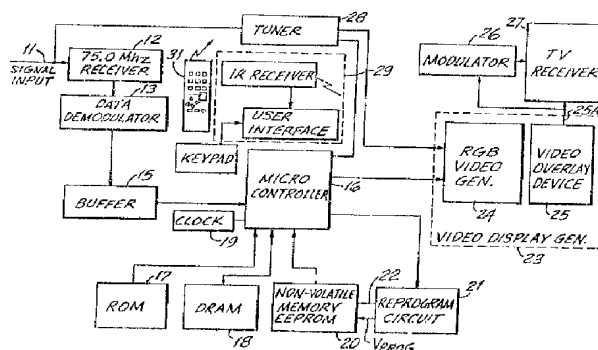 11
SIGNAL
INPUT
12
75.0 Mhz
RECEIVER
13
DATA
DEMODULATOR
15
BUFFER
31
28
TUNER
29
IR RECEIVER
USER
INTERFACE
KEYPAD
MICRO
CONTROLLER
16
CLOCK
19
17
ROM
DRAM
18
NON-VOLATILE
MEMORY
EEPROM
20
22
VPROG
REPROGRAM
CIRCUIT
21
26
MODULATOR
27
TV
RECEIVER
25A
RGB
VIDEO
GEN.
24
VIDEO
OVERLAY
DEVICE
25
VIDEO DISPLAY GEN.
23